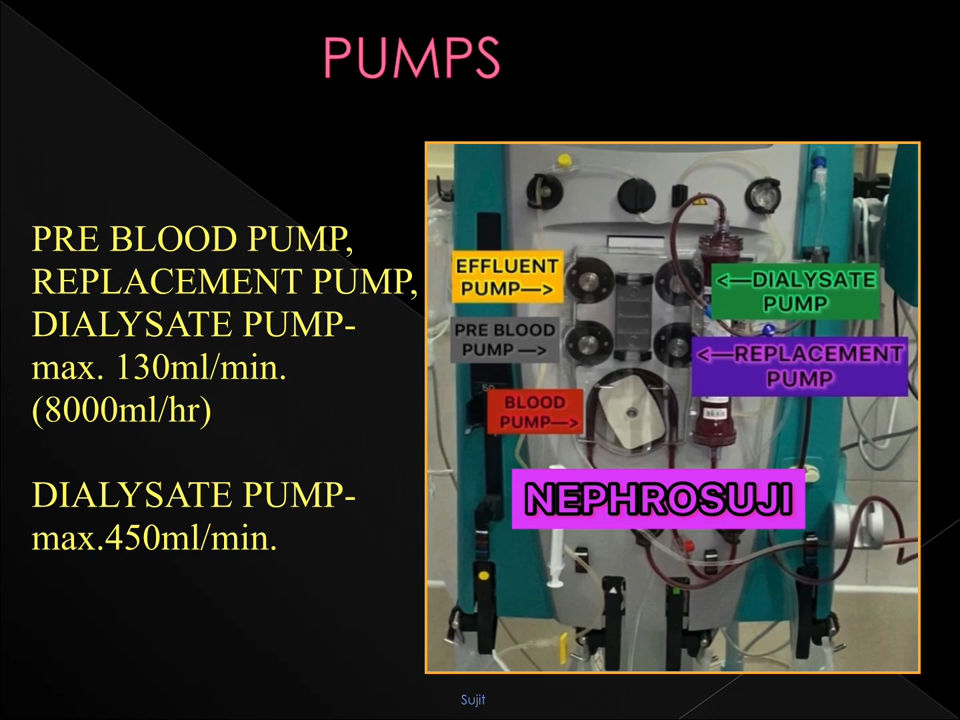 PUMPS
PRE BLOOD PUMP,
REPLACEMENT PUMP,
DIALYSATE PUMP-
max. 130ml/min.
(8000ml/hr)
DIALYSATE PUMP-
max.450ml/min.
EFFLUENT
PUMP—>
<—DIALYSATE
PUMP
PRE BLOOD
PUMP —>
<—REPLACEMENT
PUMP
50
BLOOD
PUMP—>
NEPHROSUJI
Sujit